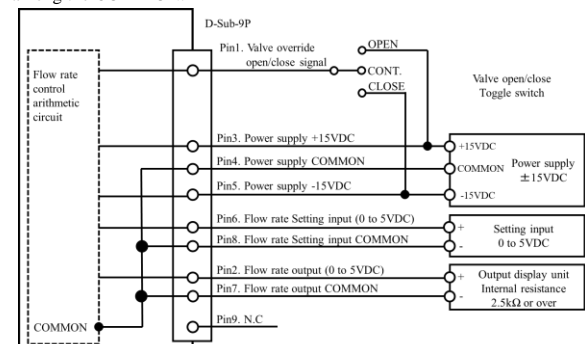 D-Sub-9P
Pin1. Valve override
open/close signal
OPEN
CONT.
CLOSE
Valve open/close
Toggle switch
Flow rate
control
arithmetic
circuit
Pin3. Power supply +15VDC
+15VDC
Pin4. Power supply COMMON
COMMON
Power supply
±15VDC
Pin5. Power supply -15VDC
-15VDC
Pin6. Flow rate Setting input (0 to 5VDC)
+
Setting input
0 to 5VDC
Pin8. Flow rate Setting input COMMON
-
Pin2. Flow rate output (0 to 5VDC)
+
Output display unit
Internal resistance
2.5kΩ or over
Pin7. Flow rate output COMMON
-
COMMON
Pin9. N.C